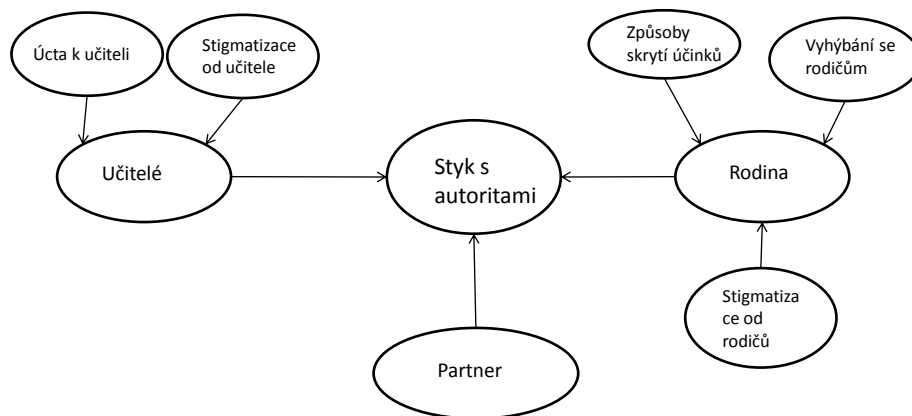 Úcta k učiteli
Stigmatizace
od učitele
Způsoby
skrytí účinků
Vyhýbání se
rodičům
Učitelé
Styk s
autoritami
Rodina
Stigmatiza
ce od
rodičů
Partner